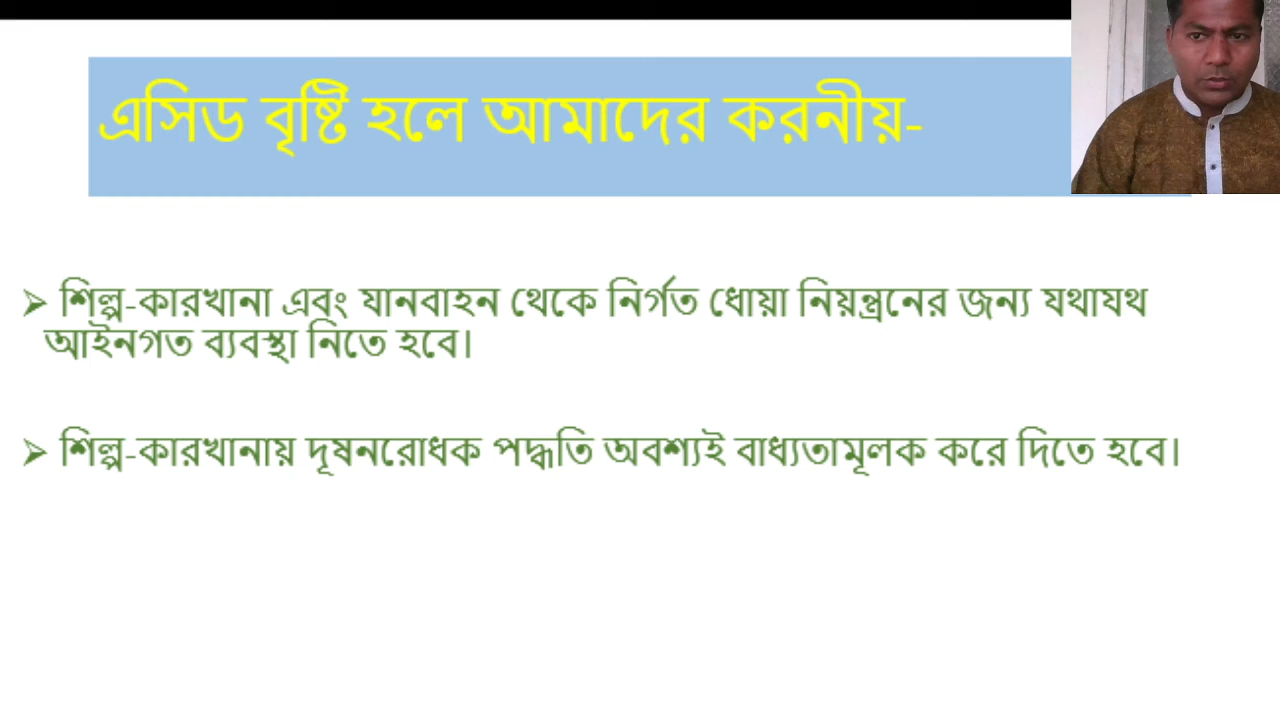 এসিড বৃষ্টি হলে আমাদের করনীয়-
➢ শিল্প-কারখানা এবং যানবাহন থেকে নির্গত ধোয়া নিয়ন্ত্রনের জন্য যথাযথ
আইনগত ব্যবস্থা নিতে হবে।
➢ শিল্প-কারখানায় দূষনরোধক পদ্ধতি অবশ্যই বাধ্যতামূলক করে দিতে হবে।